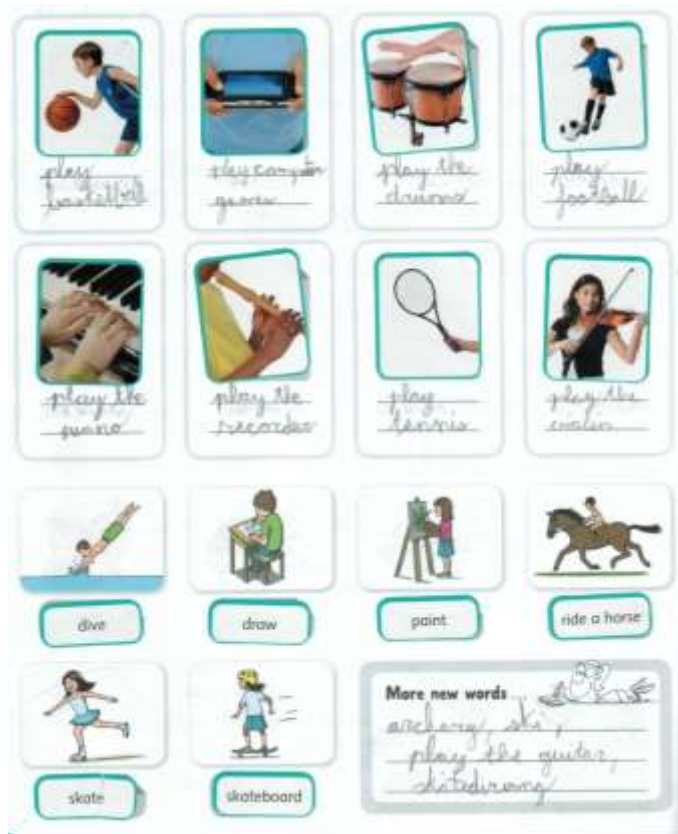 play
basketball
play computer
games
play the
drums
play
football
play the
piano
play the
recorder
play
tennis
play the
violin
dive
draw
paint
ride a horse
skate
skateboard
More new words
archery, ski,
play the guitar,